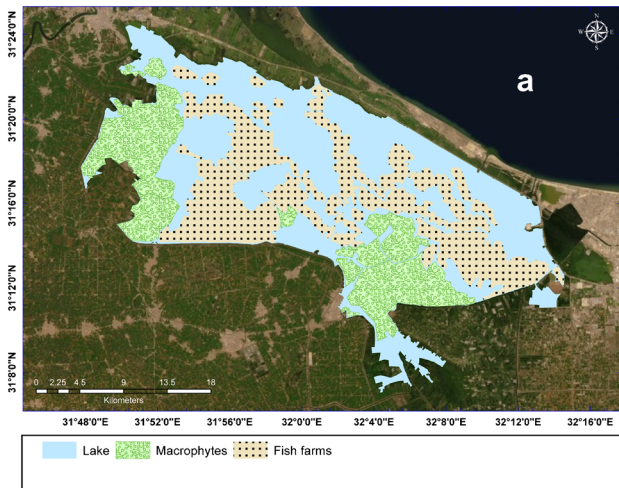 31°24'0"N
31°20'0"N
31°16'0"N
31°12'0"N
31°8'0"N
N
W E
S
a
0 2.25 4.5 9 13.5 18
Kilometers
31°48'0"E 31°52'0"E 31°56'0"E 32°0'0"E 32°4'0"E 32°8'0"E 32°12'0"E 32°16'0"E
Lake Macrophytes Fish farms